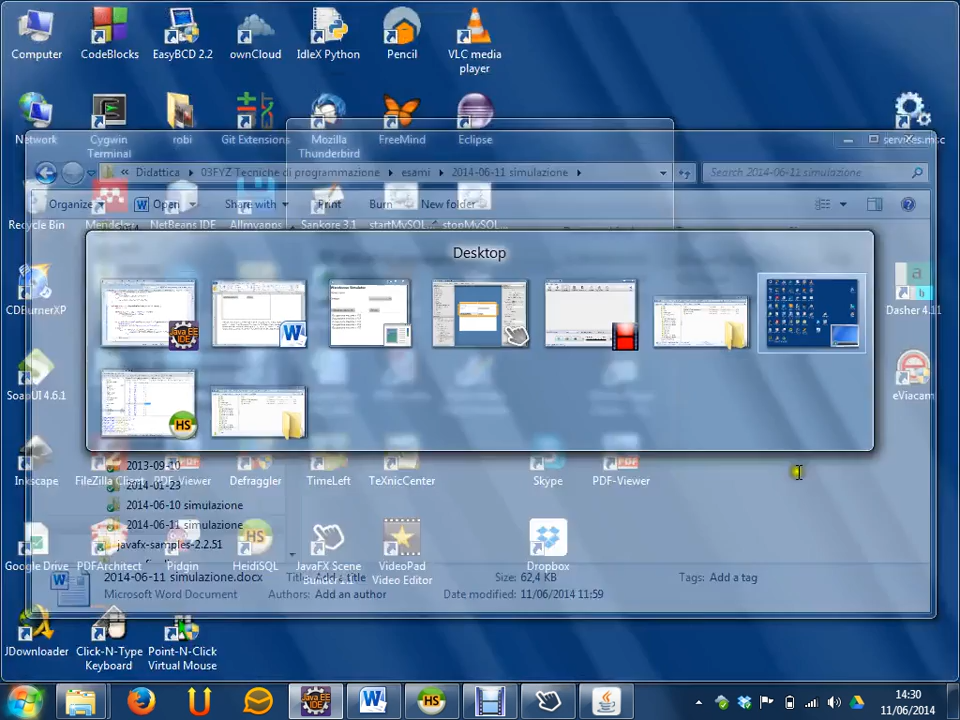 Computer
CodeBlocks
EasyBCD 2.2
ownCloud
IdleX Python
Pencil
VLC media
player
Network
Cygwin
Terminal
robi
Git Extensions
Mozilla
Thunderbird
FreeMind
Eclipse
services.msc
« Didattica ▸ 03FYZ Tecniche di programmazione ▸ esami ▸ 2014-06-11 simulazione ▸
Search 2014-06-11 simulazione
Organize
Open
Share with
Print
Burn
New folder
Recycle Bin
Mendeley
NetBeans IDE
Allmyapps
Sankore 3.1
startMySQL...
stopMySQL...
Desktop
CDBurnerXP
Dasher 4.11
SoapUI 4.6.1
eViacam
2013-09-10
Inkscape
FileZilla Client
PDF-Viewer
Defraggler
TimeLeft
TeXnicCenter
Skype
PDF-Viewer
2014-01-23
2014-06-10 simulazione
2014-06-11 simulazione
javafx-samples-2.2.51
Google Drive
PDFArchitect
Pidgin
HeidiSQL
JavaFX Scene
VideoPad
Video Editor
Dropbox
2014-06-11 simulazione.docx
Title: Add a title
Size: 62,4 KB
Tags: Add a tag
Microsoft Word Document
Authors: Add an author
Date modified: 11/06/2014 11:59
JDownloader
Click-N-Type
Keyboard
Point-N-Click
Virtual Mouse
14:30
11/06/2014